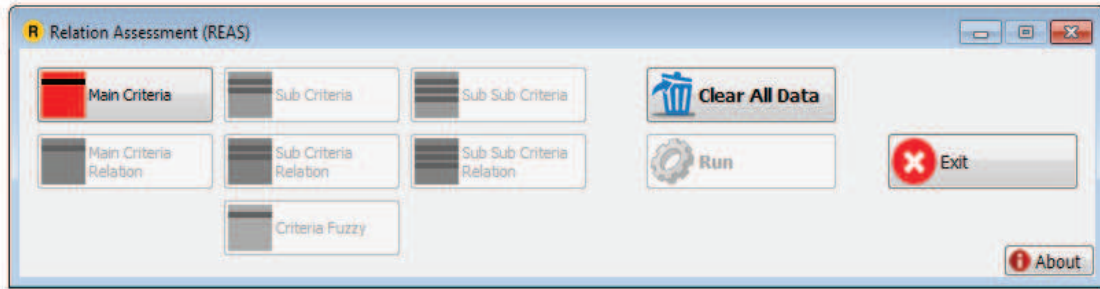 R Relation Assessment (REAS)
Main Criteria
Sub Criteria
Sub Sub Criteria
Clear All Data
Main Criteria
Relation
Sub Criteria
Relation
Sub Sub Criteria
Relation
Run
Exit
Criteria Fuzzy
About